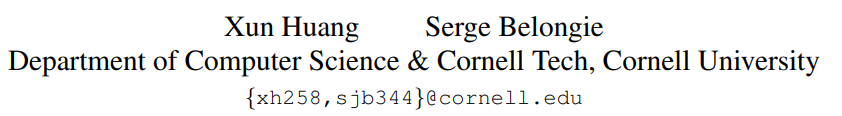 Xun Huang Serge Belongie
Department of Computer Science & Cornell Tech, Cornell University
{xh258,sjb344}@cornell.edu